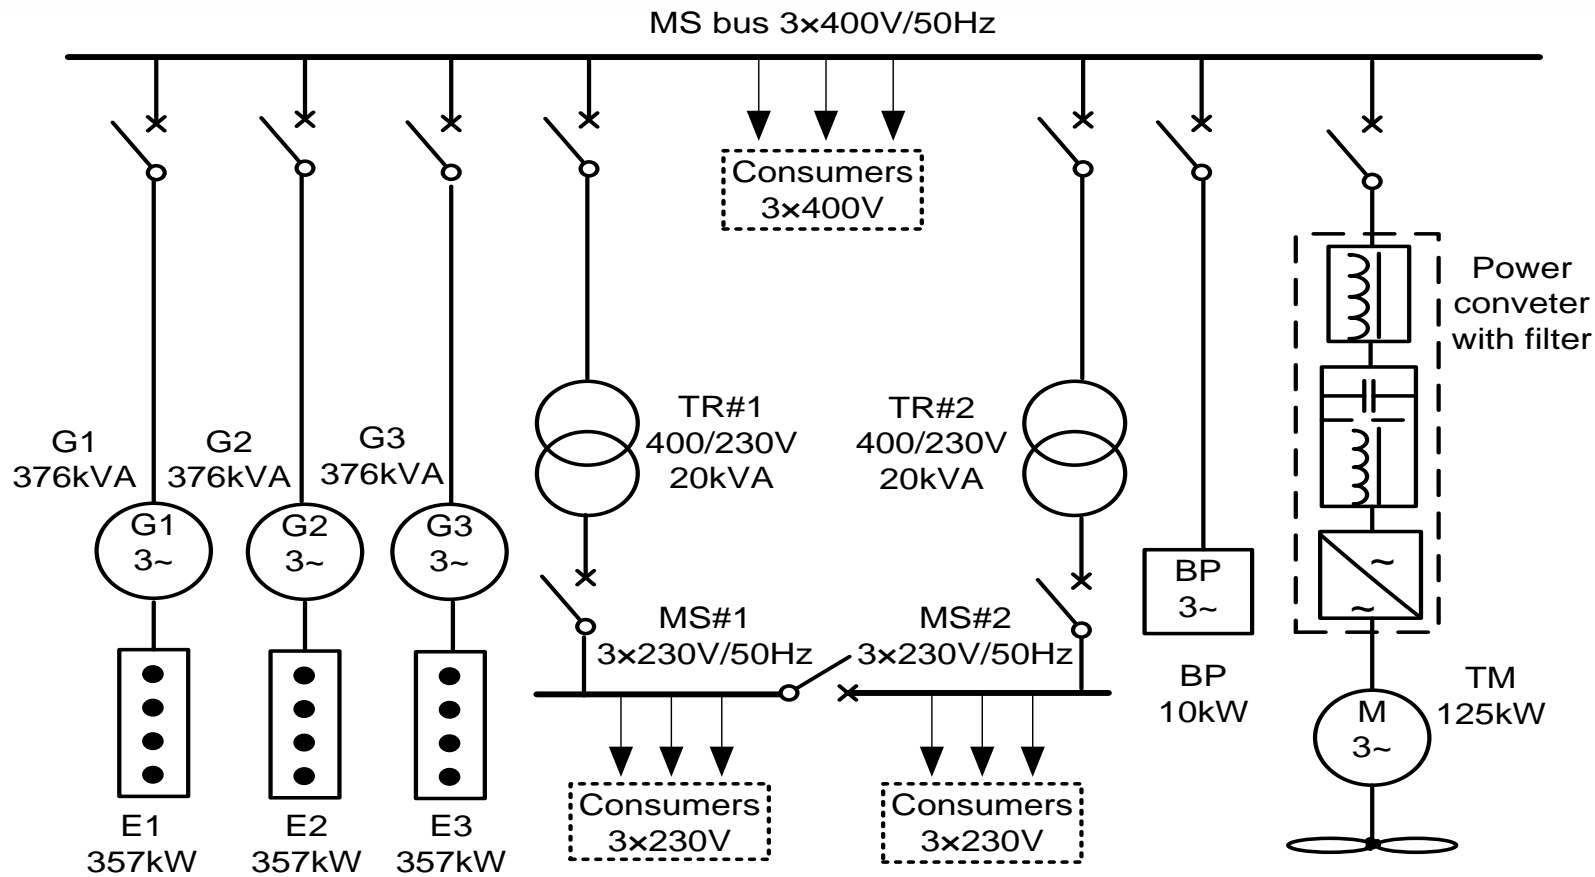 MS bus 3×400V/50Hz
Consumers
3×400V
Power
conveter
with filter
G1
376kVA
G2
376kVA
G3
376kVA
TR#1
400/230V
20kVA
TR#2
400/230V
20kVA
G1
3~
G2
3~
G3
3~
~
~
BP
3~
MS#1
3×230V/50Hz
MS#2
3×230V/50Hz
BP
10kW
M
3~
TM
125kW
Consumers
3×230V
Consumers
3×230V
E1
357kW
E2
357kW
E3
357kW